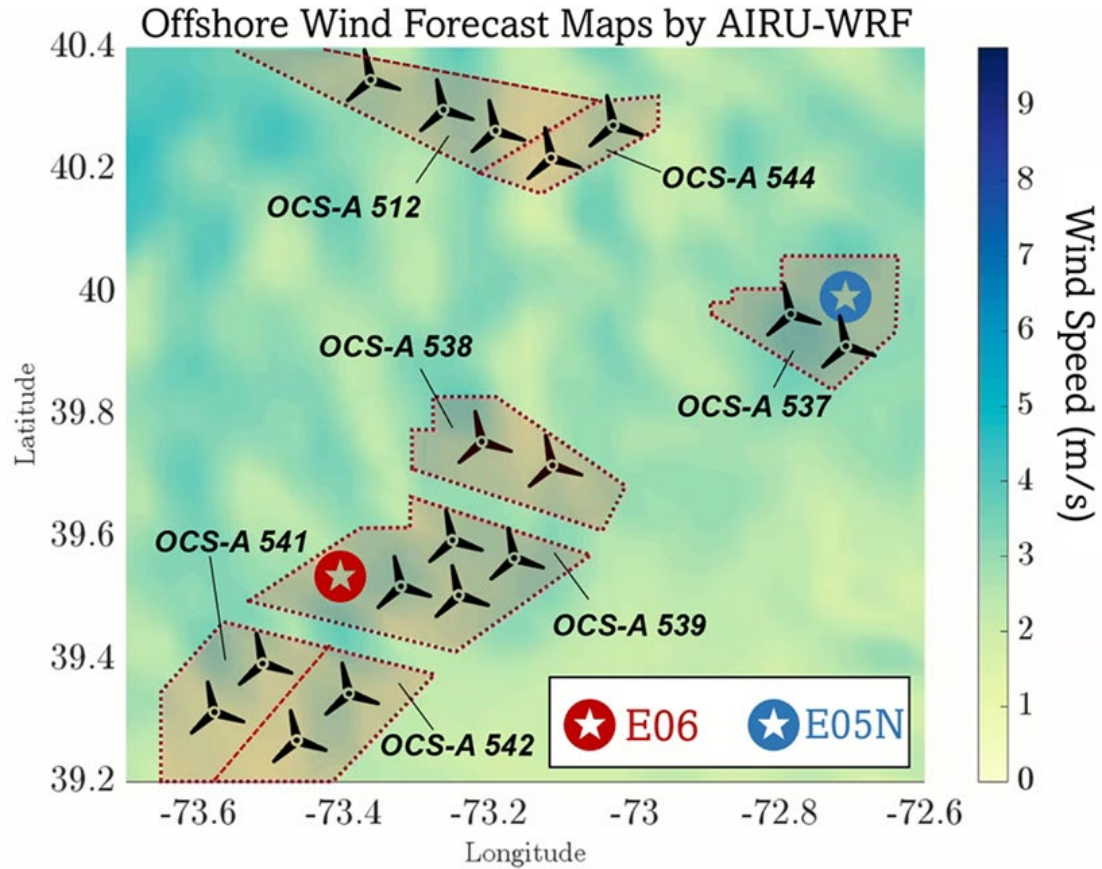 Offshore Wind Forecast Maps by AIRU-WRF
40.4
40.2
40
39.8
39.6
39.4
39.2
Latitude
-73.6
-73.4
-73.2
-73
-72.8
-72.6
Longitude
OCS-A 512
OCS-A 544
OCS-A 538
OCS-A 537
OCS-A 541
OCS-A 539
OCS-A 542
E06
E05N
9
8
7
6
5
4
3
2
1
0
Wind Speed (m/s)